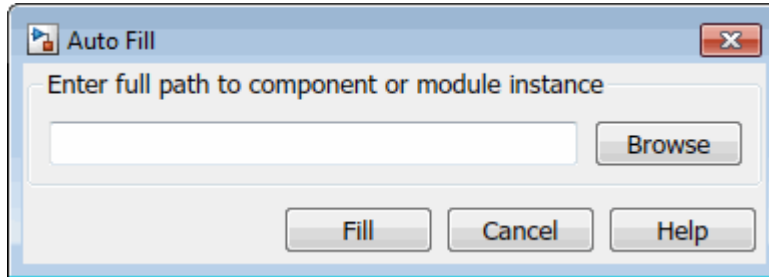 Auto Fill
Enter full path to component or module instance
Browse
Fill Cancel Help